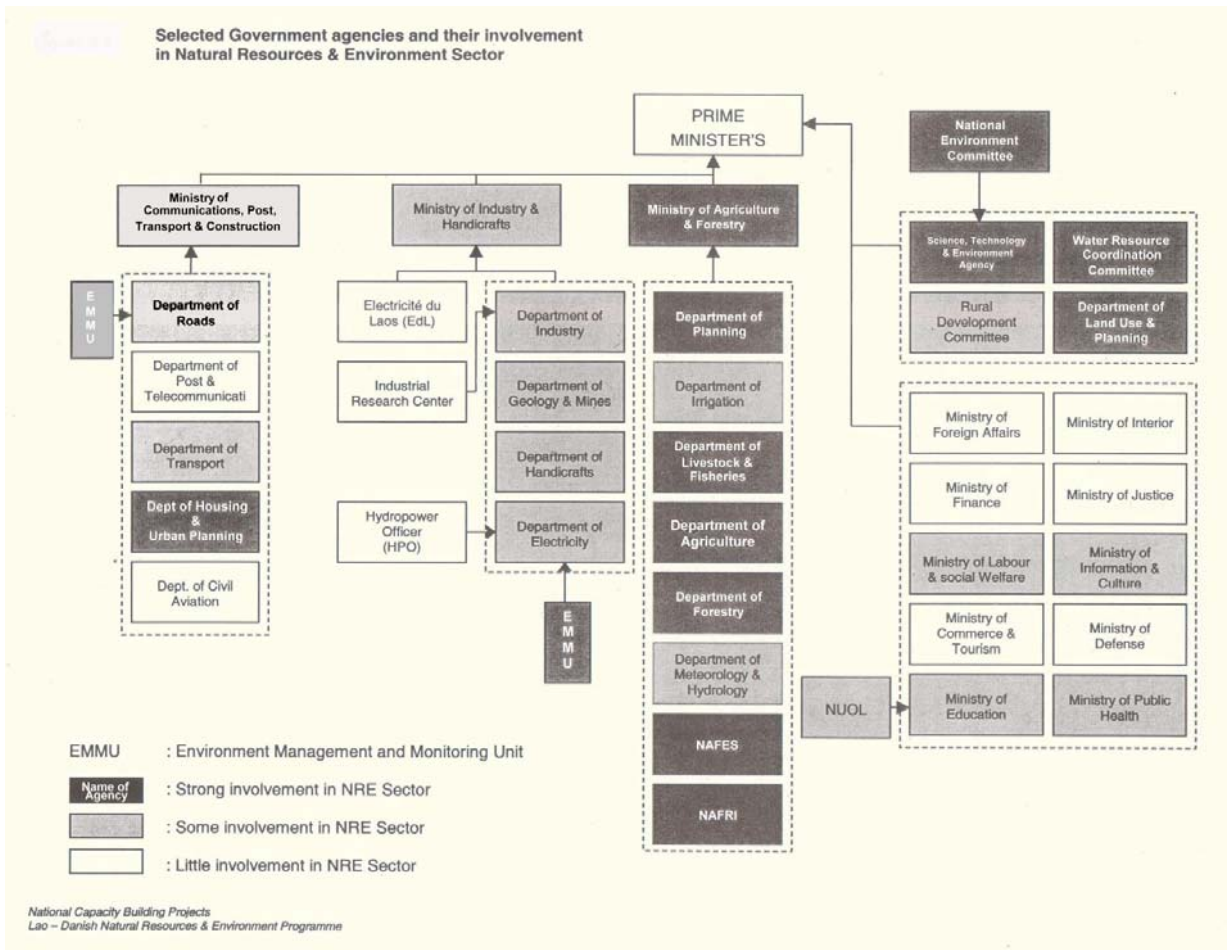 Selected Government agencies and their involvement
in Natural Resources & Environment Sector
PRIME
MINISTER'S
National
Environment
Committee
Ministry of
Communications, Post,
Transport & Construction
Ministry of Industry &
Handicrafts
Ministry of Agriculture
& Forestry
Science, Technology
& Environment
Agency
Water Resource
Coordination
Committee
Rural
Development
Committee
Department of
Land Use &
Planning
E
M
M
U
Department of
Roads
Department of
Post &
Telecommunicati
Department of
Transport
Dept of Housing
&
Urban Planning
Dept. of Civil
Aviation
Electricité du
Laos (EdL)
Industrial
Research Center
Hydropower
Officer
(HPO)
Department of
Industry
Department of
Geology & Mines
Department of
Handicrafts
Department of
Electricity
E
M
M
U
Department of
Planning
Department of
Irrigation
Department of
Livestock &
Fisheries
Department of
Agriculture
Department of
Forestry
Department of
Meteorology &
Hydrology
NAFES
NAFRI
Ministry of
Foreign Affairs
Ministry of Interior
Ministry of
Finance
Ministry of Justice
Ministry of Labour
& social Welfare
Ministry of
Information &
Culture
Ministry of
Commerce &
Tourism
Ministry of
Defense
NUOL
Ministry of
Education
Ministry of Public
Health
EMMU : Environment Management and Monitoring Unit
Name of
Agency
: Strong involvement in NRE Sector
: Some involvement in NRE Sector
: Little involvement in NRE Sector
National Capacity Building Projects
Lao – Danish Natural Resources & Environment Programme